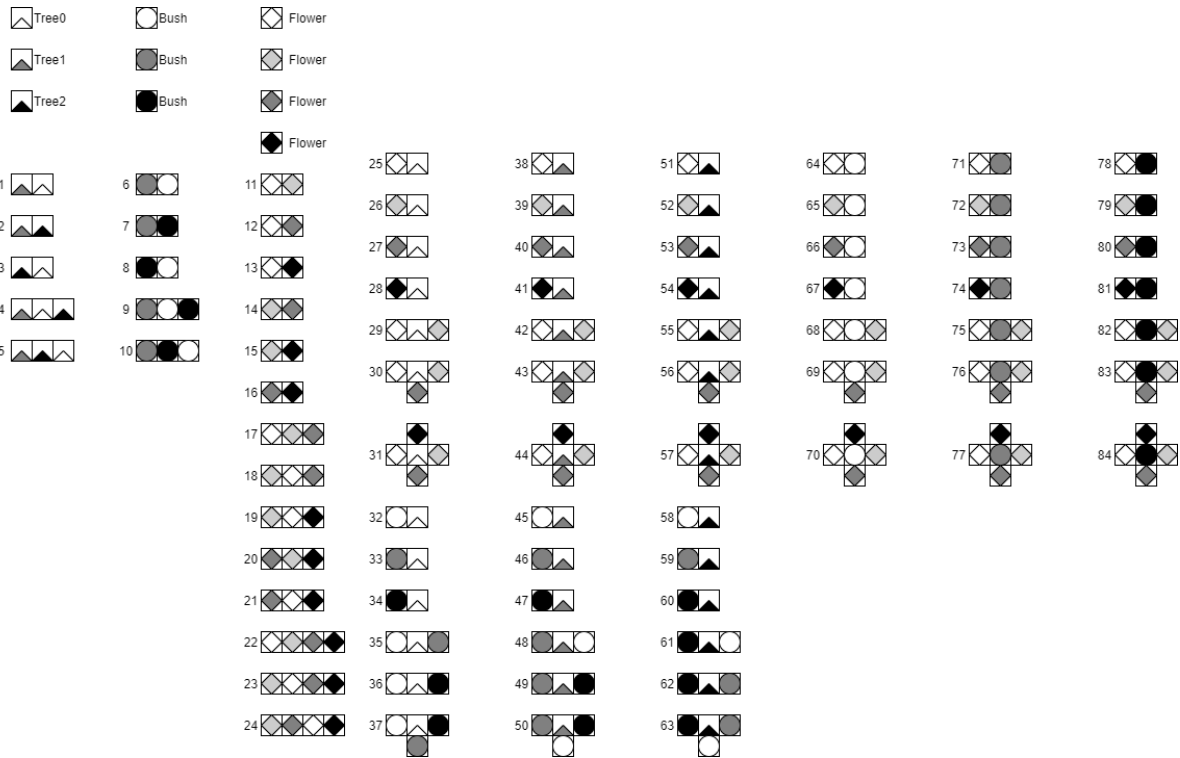 Tree0 Bush Flower
Tree1 Bush Flower
Tree2 Bush Flower
Flower
25 38 51 64 71 78
1 6 11
26 39 52 65 72 79
2 7 12
27 40 53 66 73 80
3 8 13
28 41 54 67 74 81
4 9 14
29 42 55 68 75 82
5 10 15
30 43 56 69 76 83
16
17
31 44 57 70 77 84
18
19 32 45 58
20 33 46 59
21 34 47 60
22 35 48 61
23 36 49 62
24 37 50 63